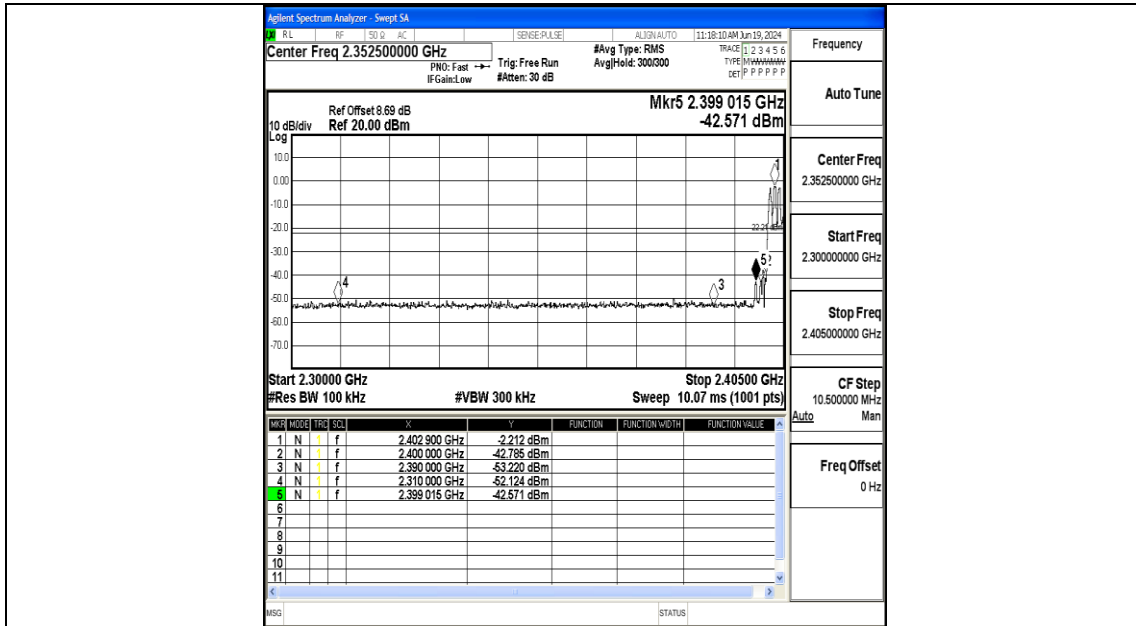 Agilent Spectrum Analyzer - Swept SA
RL RF 50 Ω AC SENSE:PULSE ALIGN AUTO 11:18:10 AM Jun 19, 2024
Center Freq 2.352500000 GHz
#Avg Type: RMS
TRACE 1 2 3 4 5 6
PNO: Fast
Trig: Free Run
Avg|Hold: 300/300
TYPE
IFGain:Low
#Atten: 30 dB
DET P P P P P P
Frequency
Auto Tune
Ref Offset 8.69 dB
Mkr5 2.399 015 GHz
10 dB/div Ref 20.00 dBm
-42.571 dBm
Log
10.0
0.00
-10.0
-20.0
-30.0
-40.0
-50.0
-60.0
-70.0
1
5
4
3
Start 2.30000 GHz
Stop 2.40500 GHz
#Res BW 100 kHz #VBW 300 kHz Sweep 10.07 ms (1001 pts)
Center Freq
2.352500000 GHz
Start Freq
2.300000000 GHz
Stop Freq
2.405000000 GHz
CF Step
10.500000 MHz
Auto Man
Freq Offset
0 Hz
MKR MODE TRC SCL X Y FUNCTION FUNCTION WIDTH FUNCTION VALUE
1 N 1 f 2.402 900 GHz -2.212 dBm
2 N 1 f 2.400 000 GHz -42.785 dBm
3 N 1 f 2.390 000 GHz -53.220 dBm
4 N 1 f 2.310 000 GHz -52.124 dBm
5 N 1 f 2.399 015 GHz -42.571 dBm
6
7
8
9
10
11
MSG STATUS